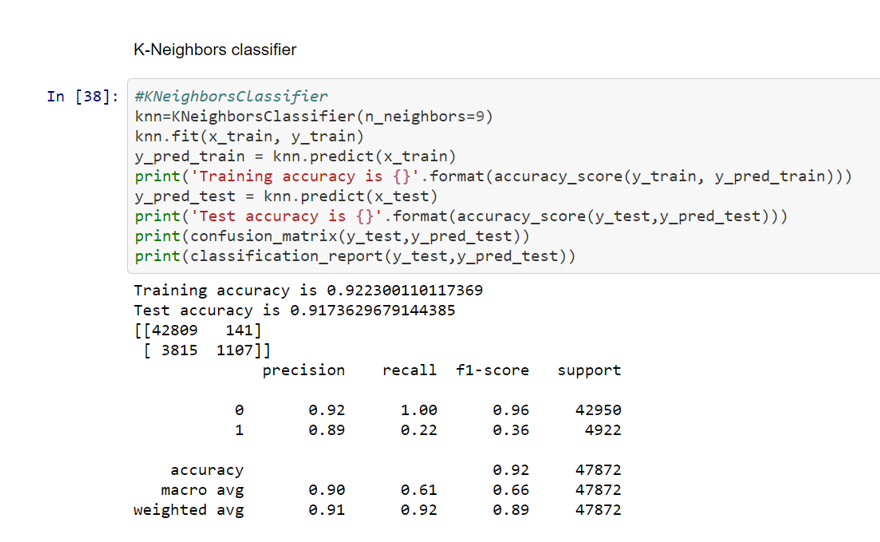 K-Neighbors classifier
In [38]: #KNeighborsClassifier
knn=KNeighborsClassifier(n_neighbors=9)
knn.fit(x_train, y_train)
y_pred_train = knn.predict(x_train)
print('Training accuracy is {}'.format(accuracy_score(y_train, y_pred_train)))
y_pred_test = knn.predict(x_test)
print('Test accuracy is {}'.format(accuracy_score(y_test,y_pred_test)))
print(confusion_matrix(y_test,y_pred_test))
print(classification_report(y_test,y_pred_test))
Training accuracy is 0.922300110117369
Test accuracy is 0.9173629679144385
[[42809   141]
 [ 3815  1107]]
              precision    recall  f1-score   support
           0       0.92      1.00      0.96     42950
           1       0.89      0.22      0.36      4922
    accuracy                           0.92     47872
   macro avg       0.90      0.61      0.66     47872
weighted avg       0.91      0.92      0.89     47872